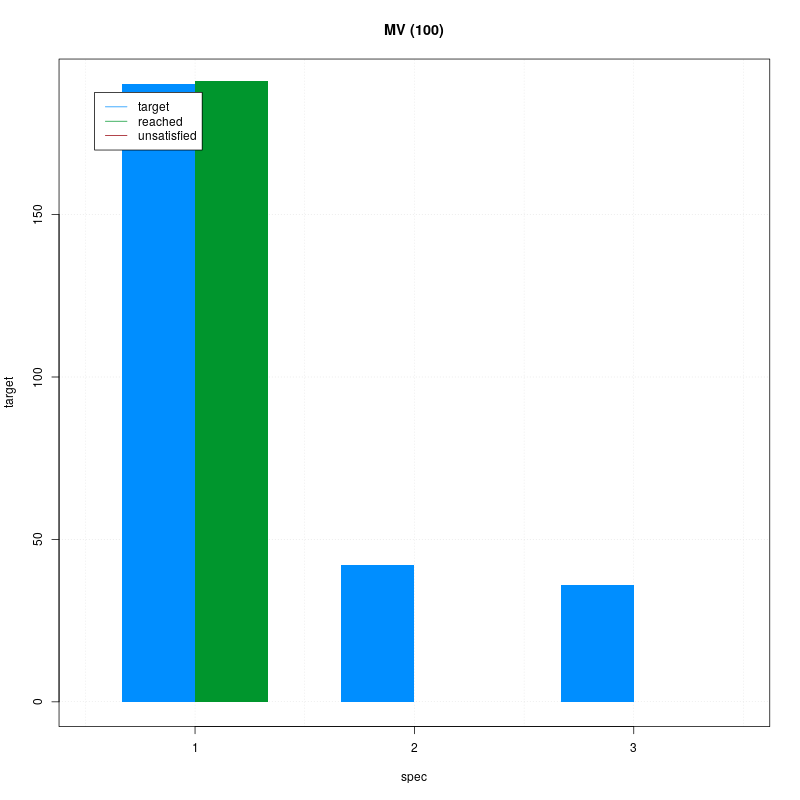 MV (100)
target
reached
unsatisfied
150
100
50
0
target
1 2 3
spec